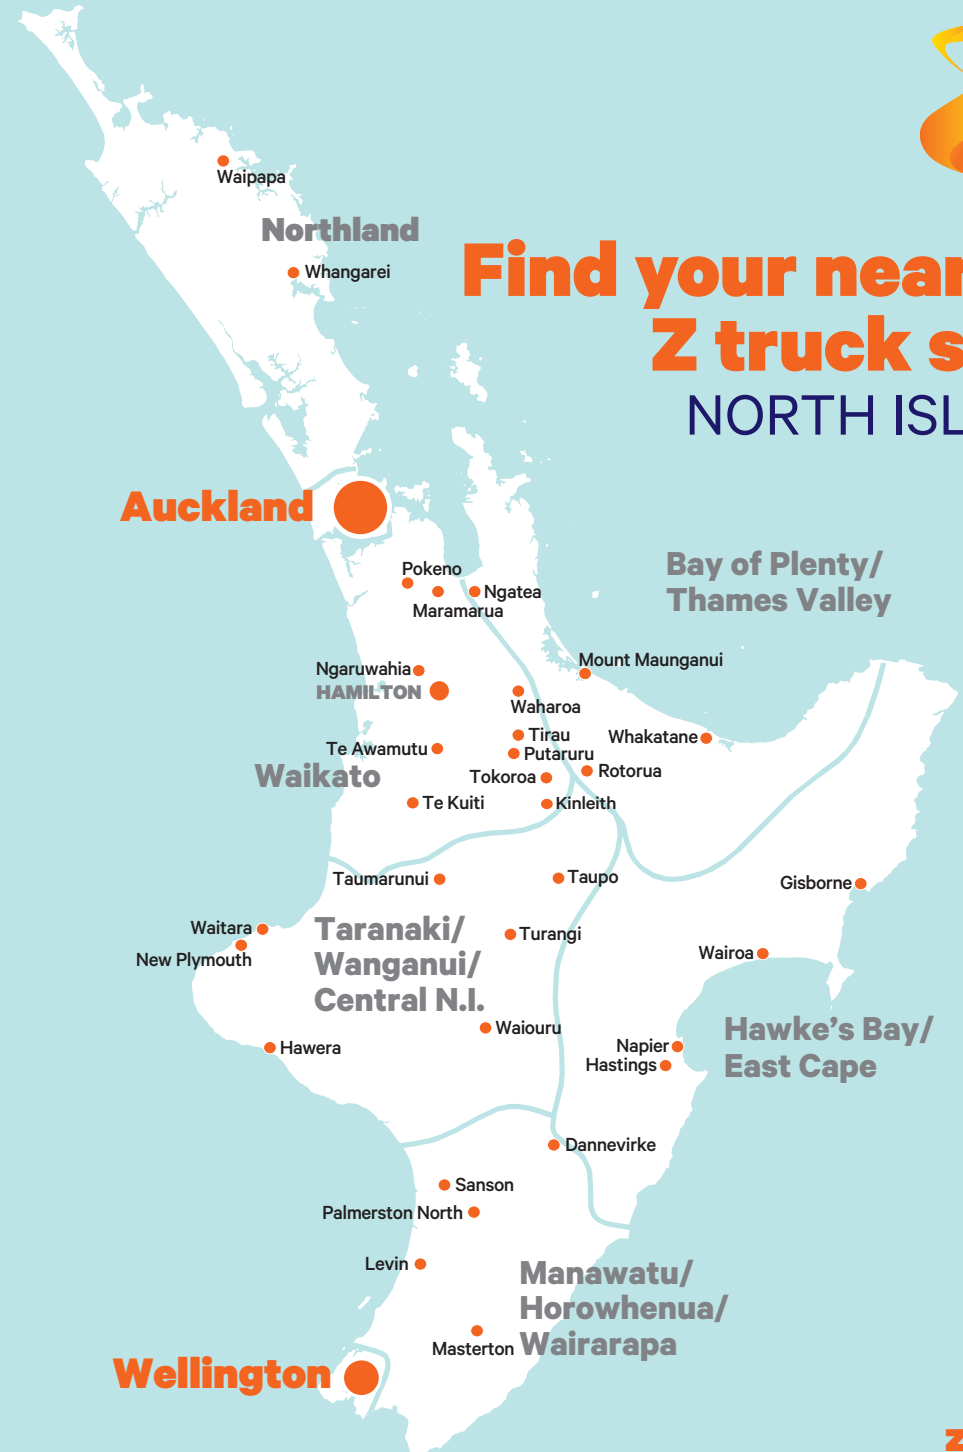 Waipapa
Northland
Whangarei
Find your near
Z truck s
NORTH ISL
Auckland
Bay of Plenty/
Thames Valley
Pokeno
Ngatea
Maramarua
Mount Maunganui
Ngaruwahia
HAMILTON
Waharoa
Tirau
Whakatane
Te Awamutu
Putaruru
Waikato
Tokoroa
Rotorua
Te Kuiti
Kinleith
Taumarunui
Taupo
Gisborne
Waitara
Taranaki/
Wanganui/
Central N.I.
Turangi
New Plymouth
Wairoa
Waiouru
Hawke’s Bay/
East Cape
Hawera
Napier
Hastings
Dannevirke
Sanson
Palmerston North
Levin
Manawatu/
Horowhenua/
Wairarapa
Masterton
Wellington
z